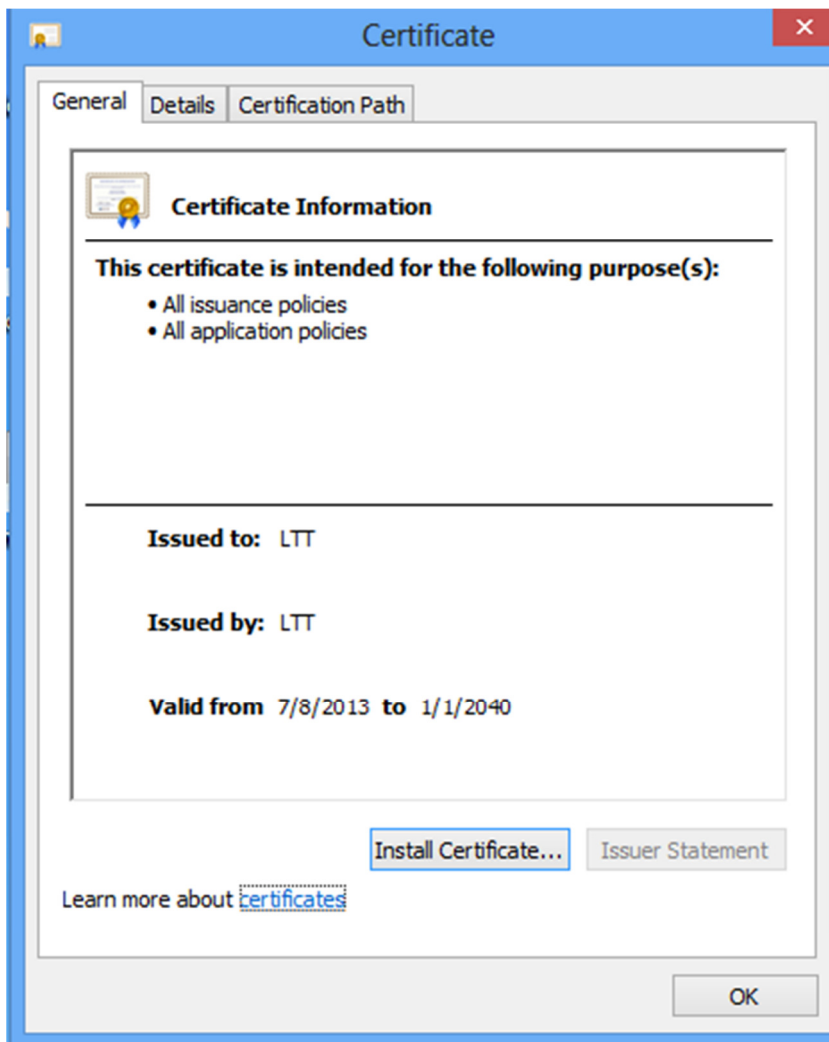 Certificate
General Details Certification Path
Certificate Information
This certificate is intended for the following purpose(s):
• All issuance policies
• All application policies
Issued to: LTT
Issued by: LTT
Valid from 7/8/2013 to 1/1/2040
Install Certificate... Issuer Statement
Learn more about certificates
OK